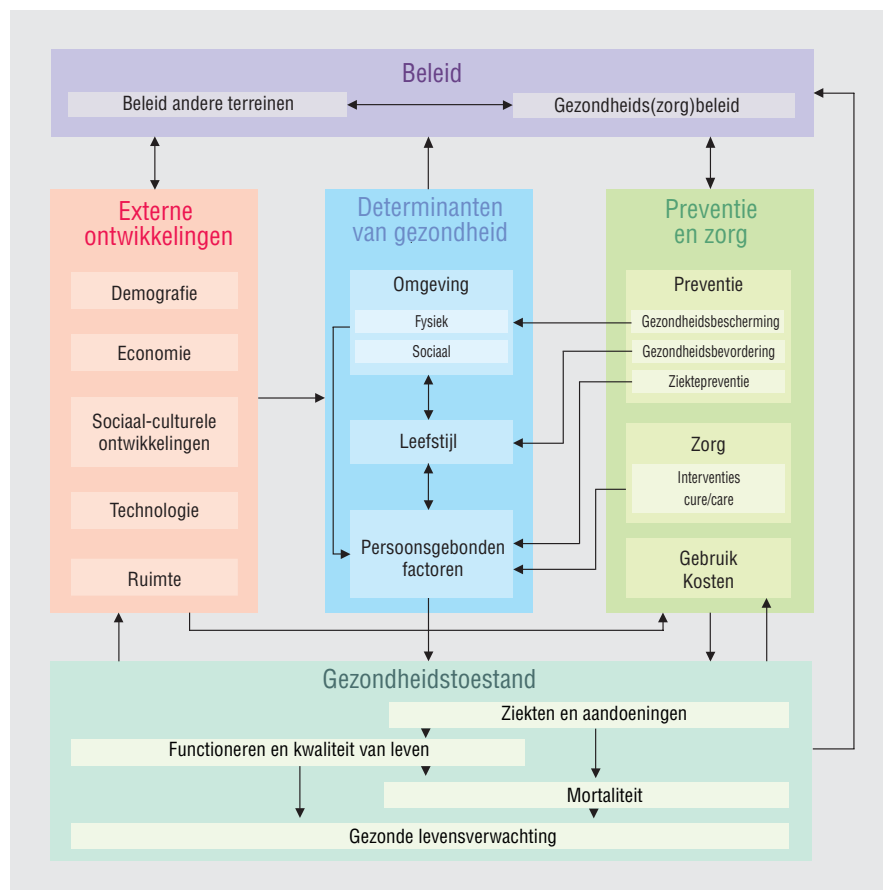 Beleid
Beleid andere terreinen
Gezondheids(zorg)beleid
Externe
ontwikkelingen
Demografie
Economie
Sociaal-culturele
ontwikkelingen
Technologie
Ruimte
Determinanten
van gezondheid
Omgeving
Fysiek
Sociaal
Leefstijl
Persoonsgebonden
factoren
Preventie
en zorg
Preventie
Gezondheidsbescherming
Gezondheidsbevordering
Ziektepreventie
Zorg
Interventies
cure/care
Gebruik
Kosten
Gezondheidstoestand
Ziekten en aandoeningen
Functioneren en kwaliteit van leven
Mortaliteit
Gezonde levensverwachting